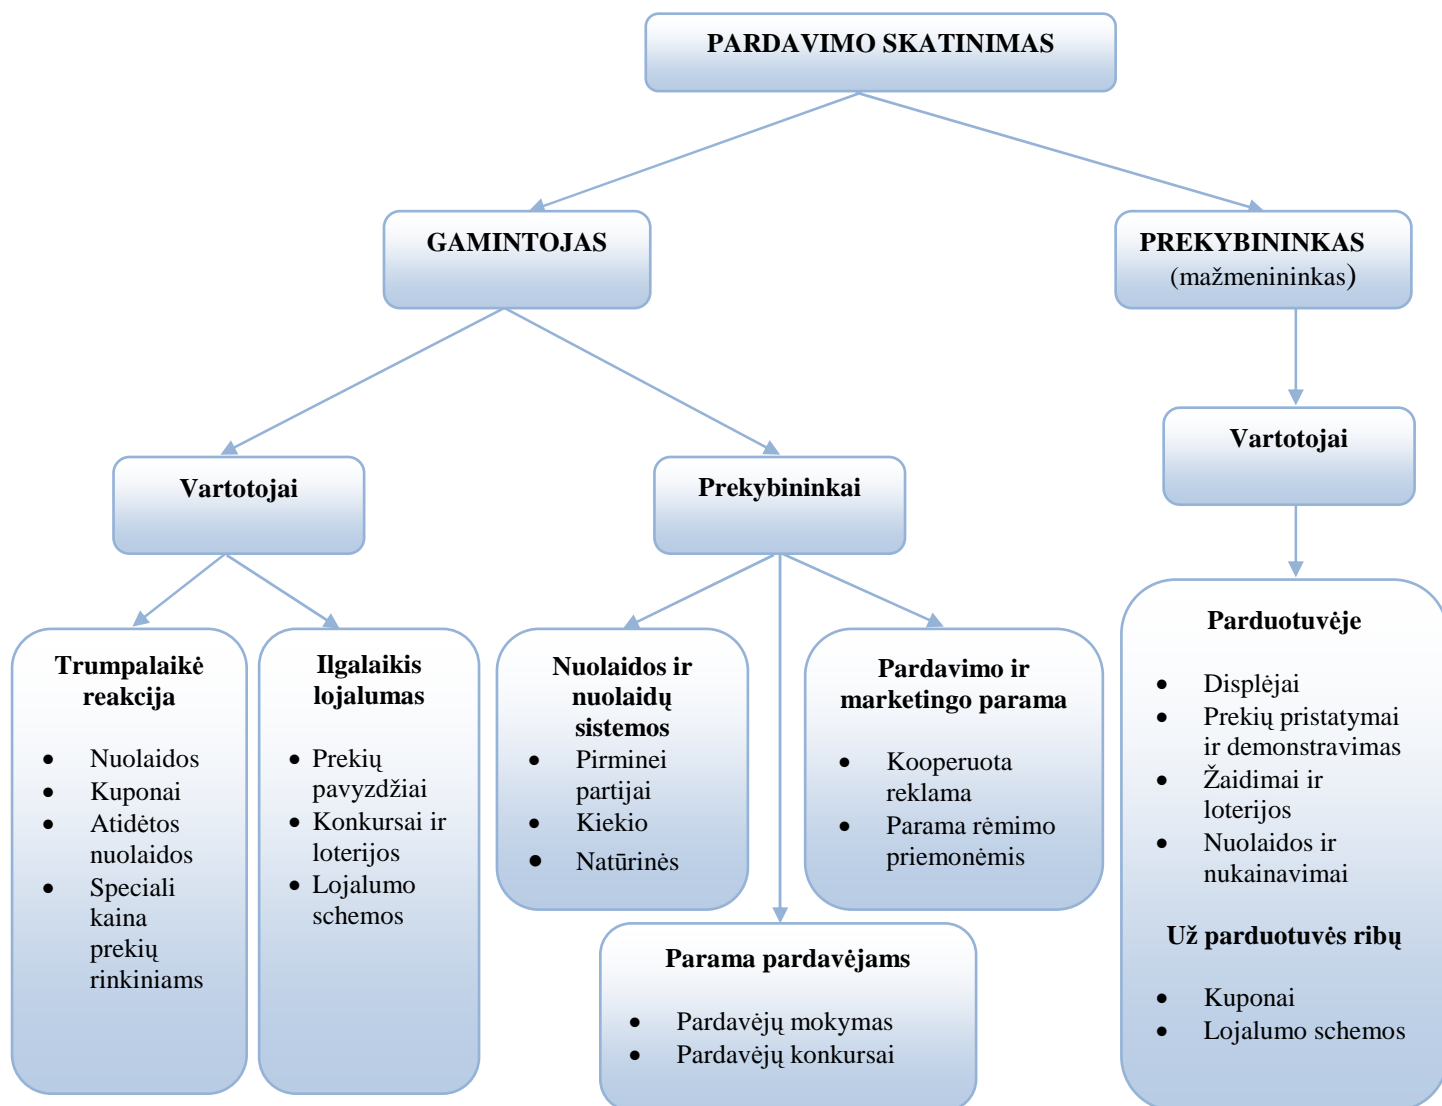 PARDAVIMO SKATINIMAS
GAMINTOJAS
PREKYBININKAS
(mažmenininkas)
Vartotojai
Prekybininkai
Vartotojai
Trumpalaikė
reakcija
• Nuolaidos
• Kuponai
• Atidėtos
nuolaidos
• Speciali
kaina
prekių
rinkiniams
Ilgalaikis
lojalumas
• Prekių
pavyzdžiai
• Konkursai ir
loterijos
• Lojalumo
schemos
Nuolaidos ir
nuolaidų
sistemos
• Pirminei
partijai
• Kiekio
• Natūrinės
Pardavimo ir
marketingo parama
• Kooperuota
reklama
• Parama rėmimo
priemonėmis
Parama pardavėjams
• Pardavėjų mokymas
• Pardavėjų konkursai
Parduotuvėje
• Displėjai
• Prekių pristatymai
ir demonstravimas
• Žaidimai ir
loterijos
• Nuolaidos ir
nukainavimai
Už parduotuvės ribų
• Kuponai
• Lojalumo schemos